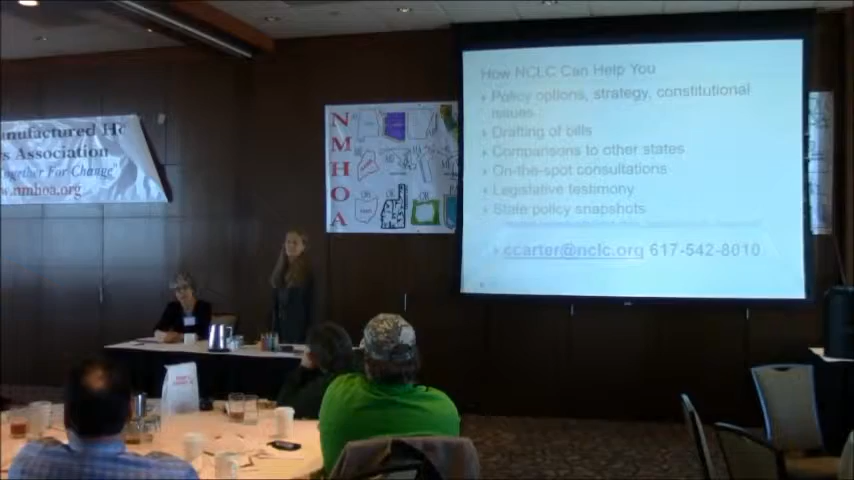 anufactured Ho
s Association
ogether For Change"
w.nmhoa.org
NMHOA
How NCLC Can Help You
Policy options, strategy, constitutional
issues
Drafting of bills
Comparisons to other states
On-the-spot consultations
Legislative testimony
State policy snapshots
ccarter@nclc.org 617-542-8010